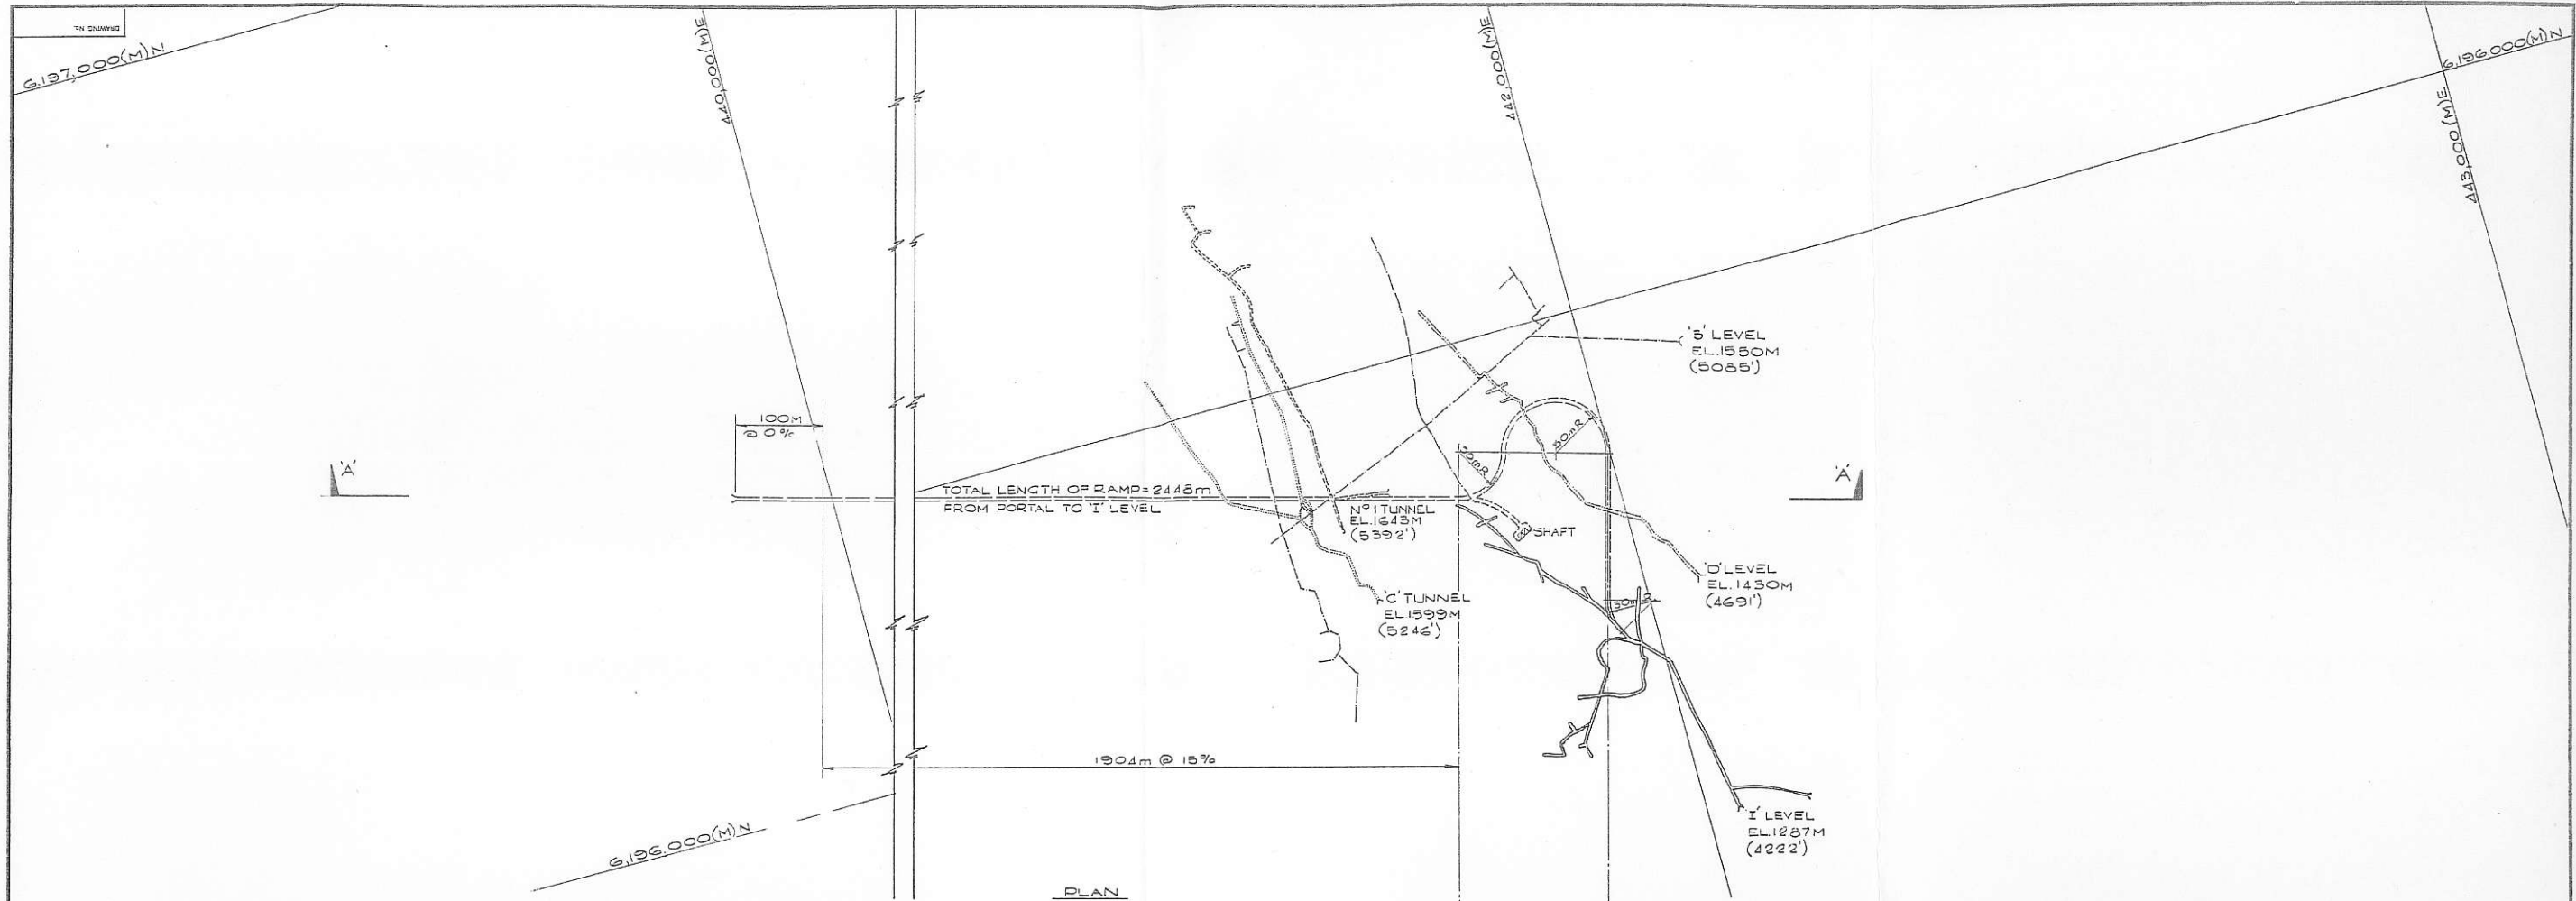 DRAWING No.
6,197,000(M)N
440,000(M)E
442,000(M)E
6,196,000(M)N
443,000(M)E
'B' LEVEL
EL.1550M
(5085')
100M
@ 0%
'A'
'A'
50mR
TOTAL LENGTH OF RAMP=2448m
FROM PORTAL TO 'I' LEVEL
Nº1 TUNNEL
EL.1643M
(5392')
SHAFT
'D' LEVEL
EL.1430M
(4691')
'C' TUNNEL
EL.1599M
(5246')
1904m @ 15%
'I' LEVEL
EL.1287M
(4222')
6,196,000(M)N
PLAN